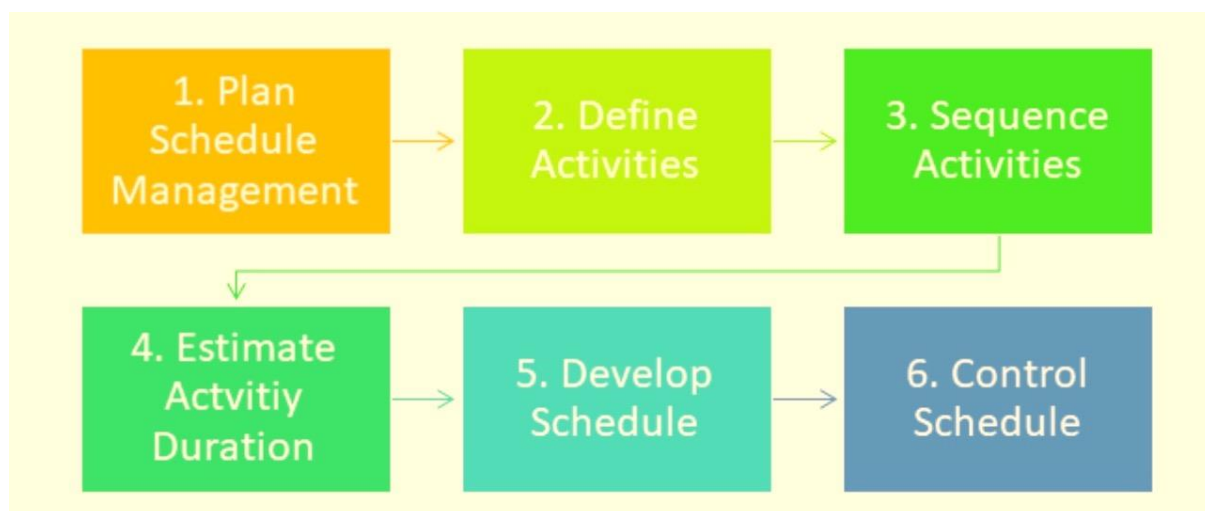 1. Plan
Schedule
Management
2. Define
Activities
3. Sequence
Activities
4. Estimate
Actvitiy
Duration
5. Develop
Schedule
6. Control
Schedule